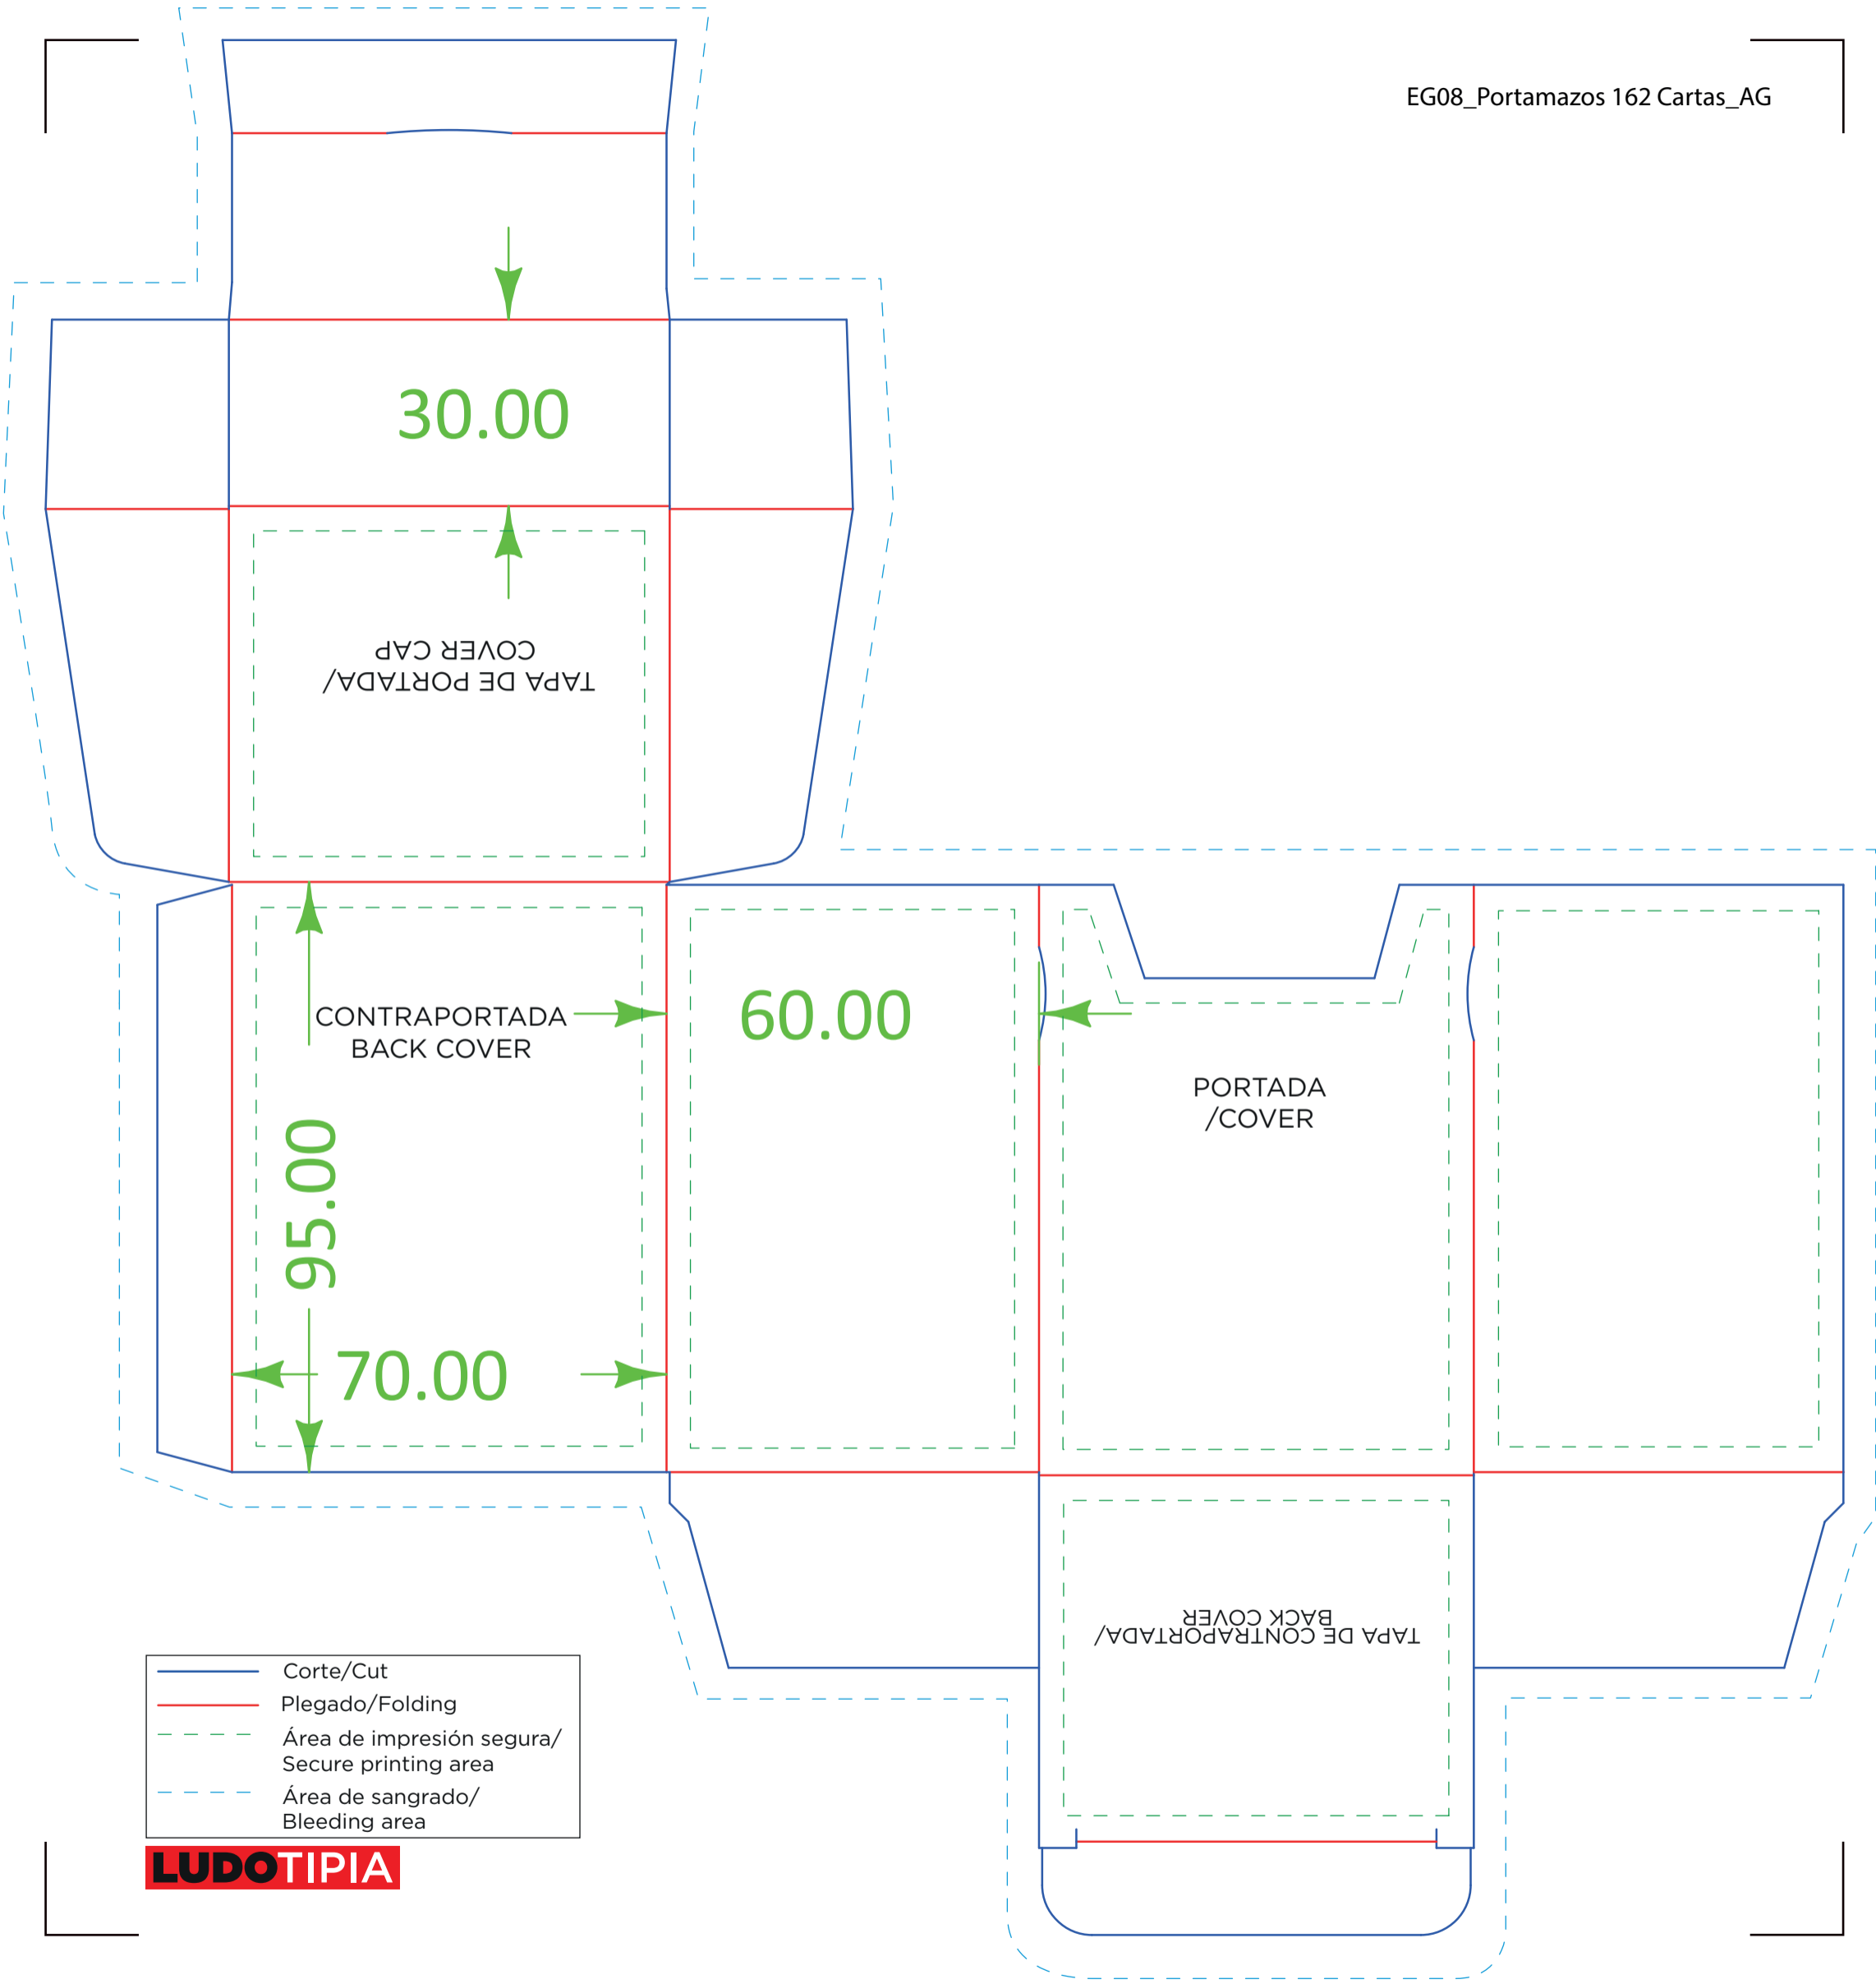 EG08_Portamazos 162 Cartas_AG
30.00
TAPA DE PORTADA/
COVER CAP
CONTRAPORTADA
BACK COVER
60.00
PORTADA
/COVER
95.00
70.00
TAPA DE CONTRAPORTADA/
BACK COVER
Corte/Cut
Plegado/Folding
Área de impresión segura/
Secure printing area
Área de sangrado/
Bleeding area
LUDOTIPIA